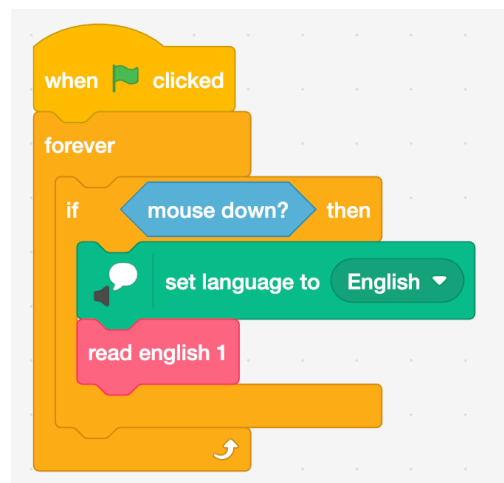 when clicked
forever
if mouse down? then
set language to English
read english 1